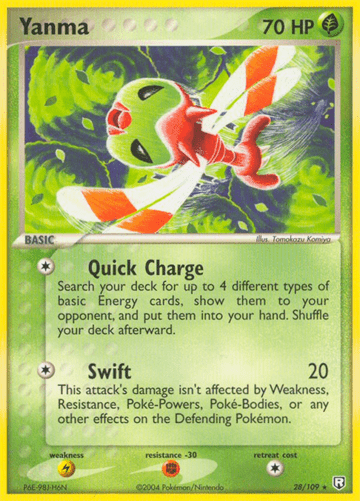 Yanma 70 HP
BASIC
Illus. Tomokazu Komiya
Quick Charge
Search your deck for up to 4 different types of
basic Energy cards, show them to your
opponent, and put them into your hand. Shuffle
your deck afterward.
Swift 20
This attack's damage isn't affected by Weakness,
Resistance, Poké-Powers, Poké-Bodies, or any
other effects on the Defending Pokémon.
weakness resistance -30 retreat cost
P6E-98J-H6N ©2004 Pokémon/Nintendo 28/109 ★ R